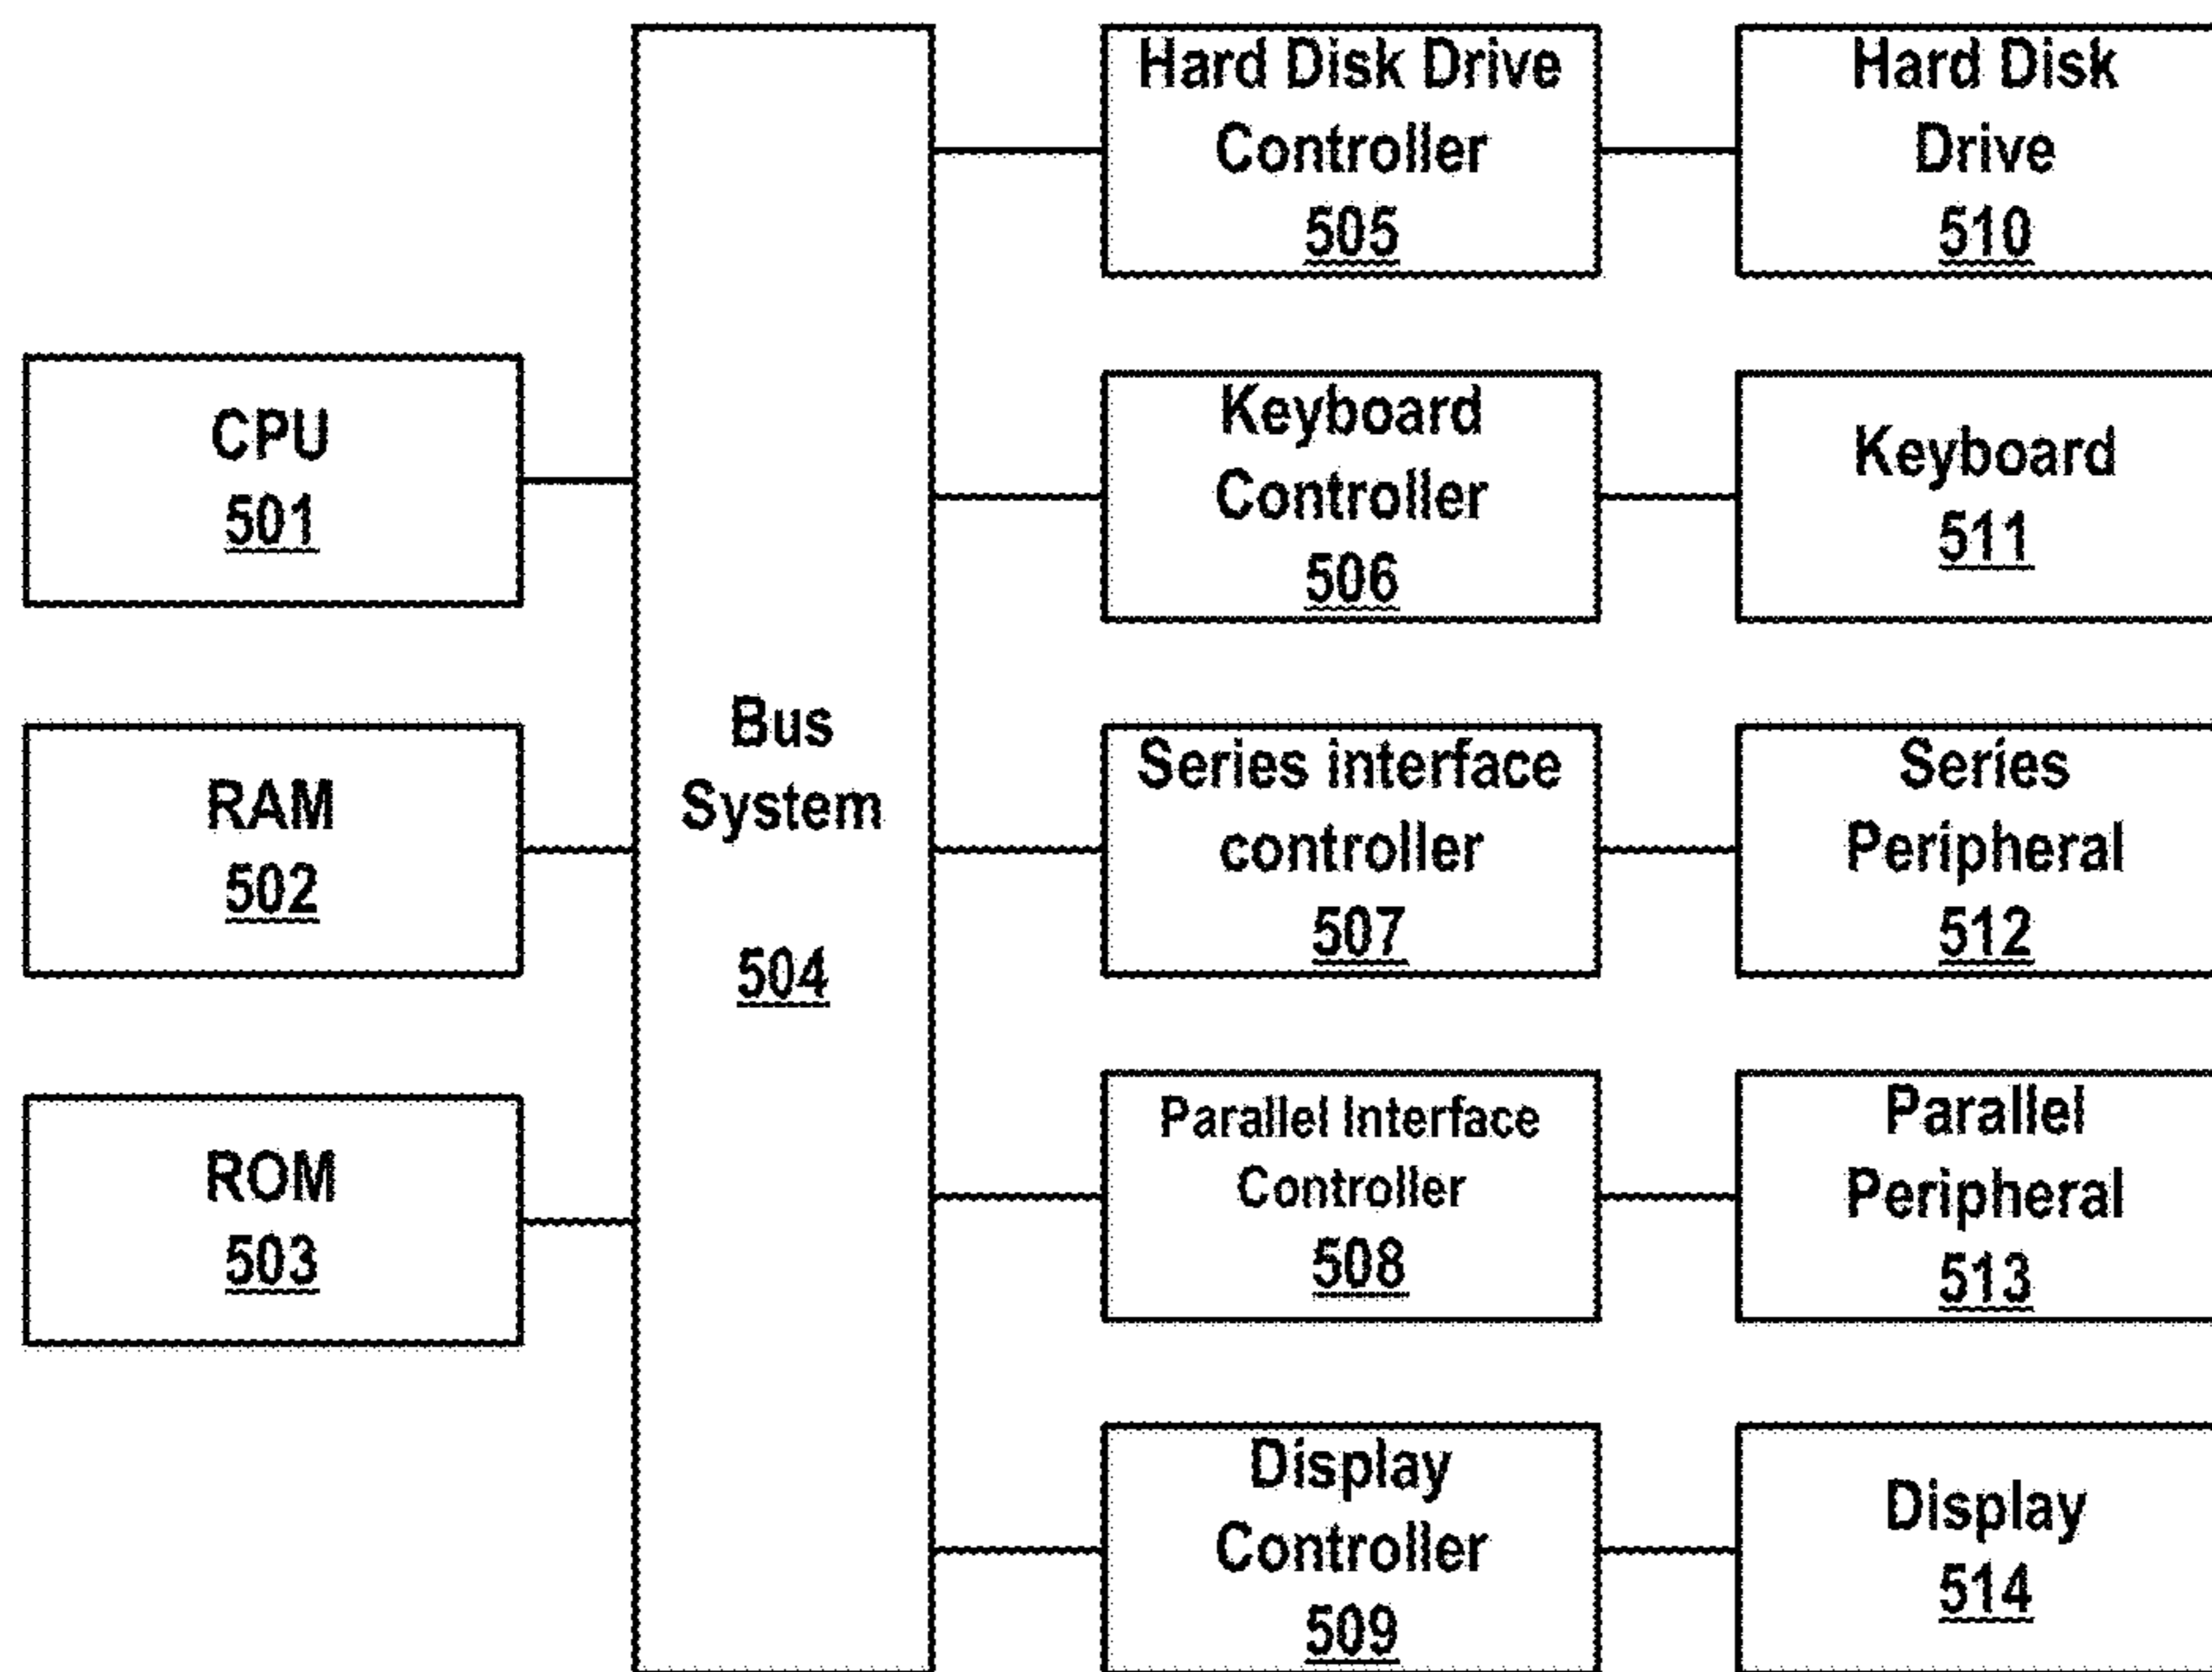 Hard Disk Drive
Controller
505
Hard Disk
Drive
510
CPU
501
Keyboard
Controller
506
Keyboard
511
RAM
502
Bus
System
504
Series interface
controller
507
Series
Peripheral
512
ROM
503
Parallel Interface
Controller
508
Parallel
Peripheral
513
Display
Controller
509
Display
514